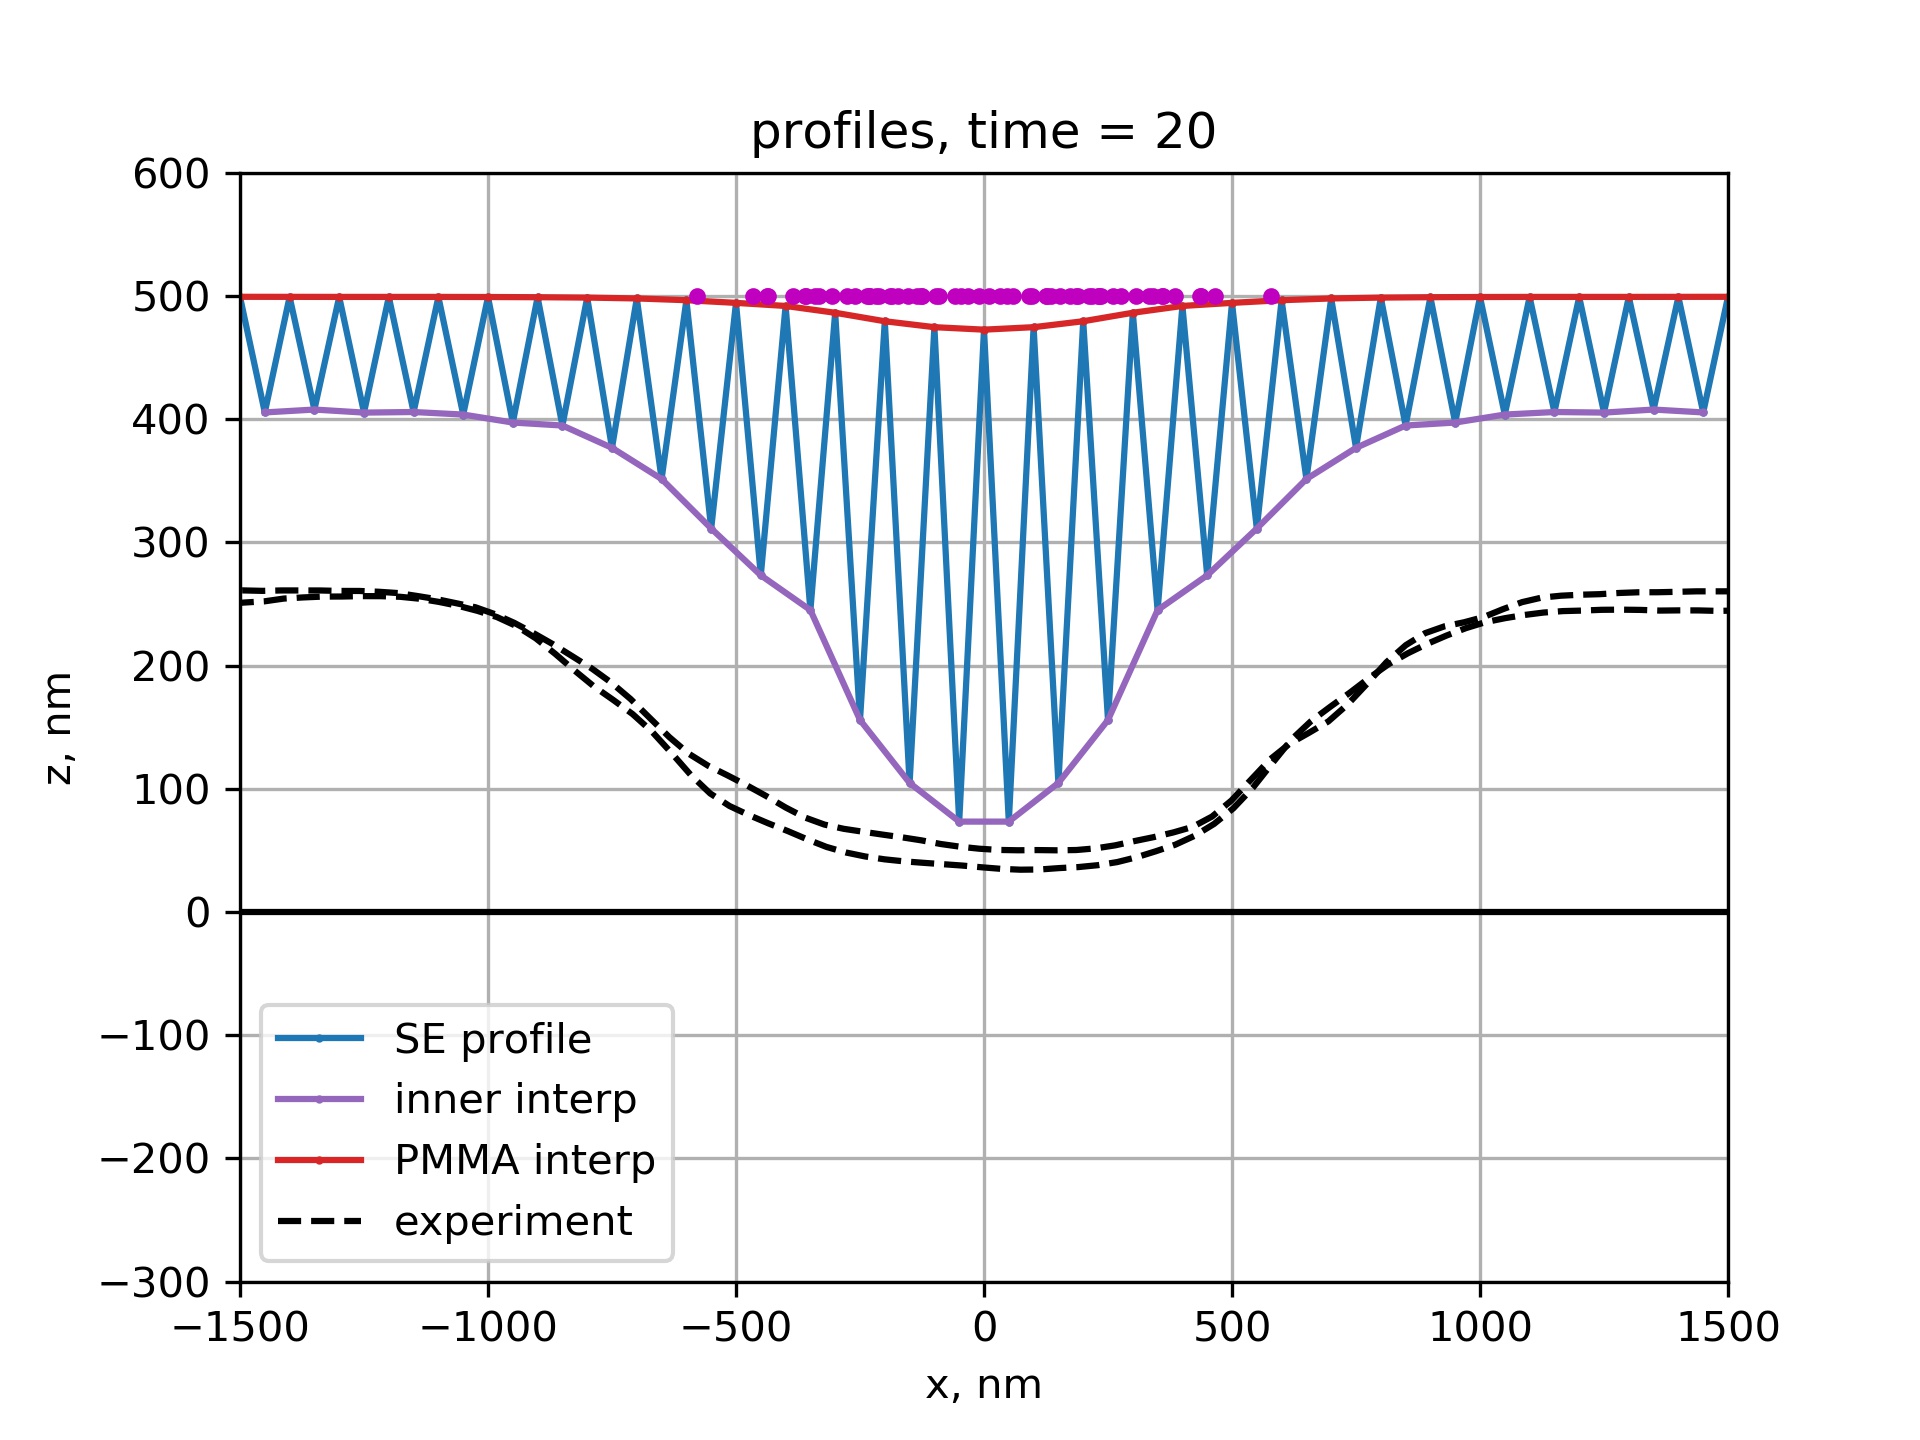 profiles, time = 20
600
500
400
300
200
100
0
−100
−200
−300
z, nm
SE profile
inner interp
PMMA interp
experiment
−1500 −1000 −500 0 500 1000 1500
x, nm